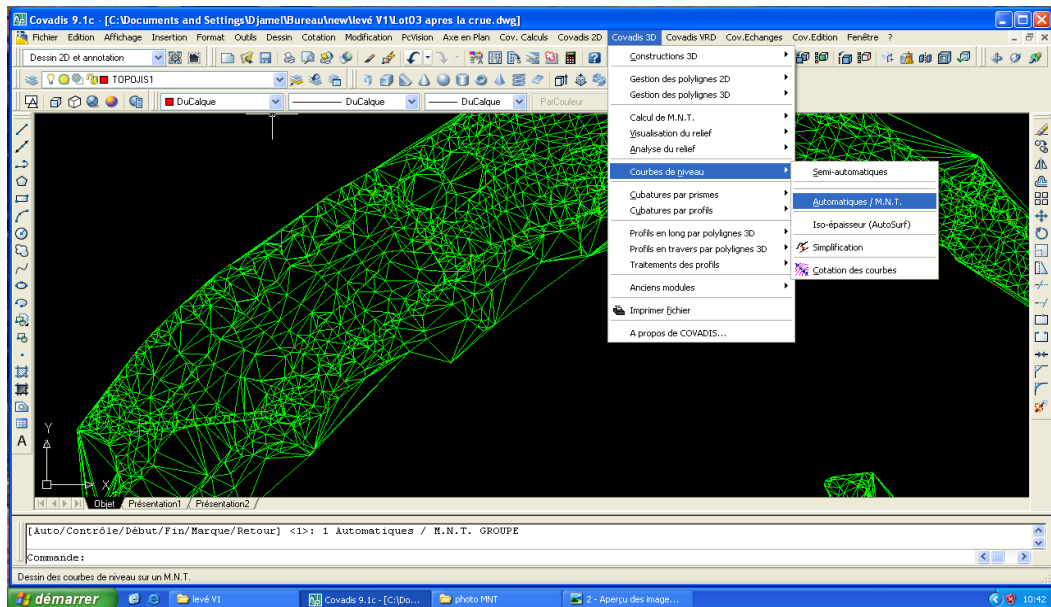 Covadis 9.1c - [C:\Documents and Settings\Djamel\Bureau\new\levé V1\Lot03 apres la crue.dwg]
Fichier Edition Affichage Insertion Format Outils Dessin Cotation Modification PcVision Axe en Plan Cov. Calculs Covadis 2D Covadis 3D Covadis VRD Cov.Echanges Cov.Edition Fenêtre ?
Dessin 2D et annotation
TOPOJIS1
DuCalque DuCalque DuCalque ParCouleur
Constructions 3D
Gestion des polylignes 2D
Gestion des polylignes 3D
Calcul de M.N.T.
Visualisation du relief
Analyse du relief
Courbes de niveau
Cubatures par prismes
Cubatures par profils
Profils en long par polylignes 3D
Profils en travers par polylignes 3D
Traitements des profils
Anciens modules
Imprimer fichier
A propos de COVADIS...
Semi-automatiques
Automatiques / M.N.T.
Iso-épaisseur (AutoSurf)
Simplification
Cotation des courbes
A
Y
X
Objet Présentation1 Présentation2
[Auto/Contrôle/Début/Fin/Marque/Retour] <1>: 1 Automatiques / M.N.T. GROUPE
Commande:
Dessin des courbes de niveau sur un M.N.T.
démarrer levé V1 Covadis 9.1c - [C:\Do... photo MNT 2 - Aperçu des image... 10:42